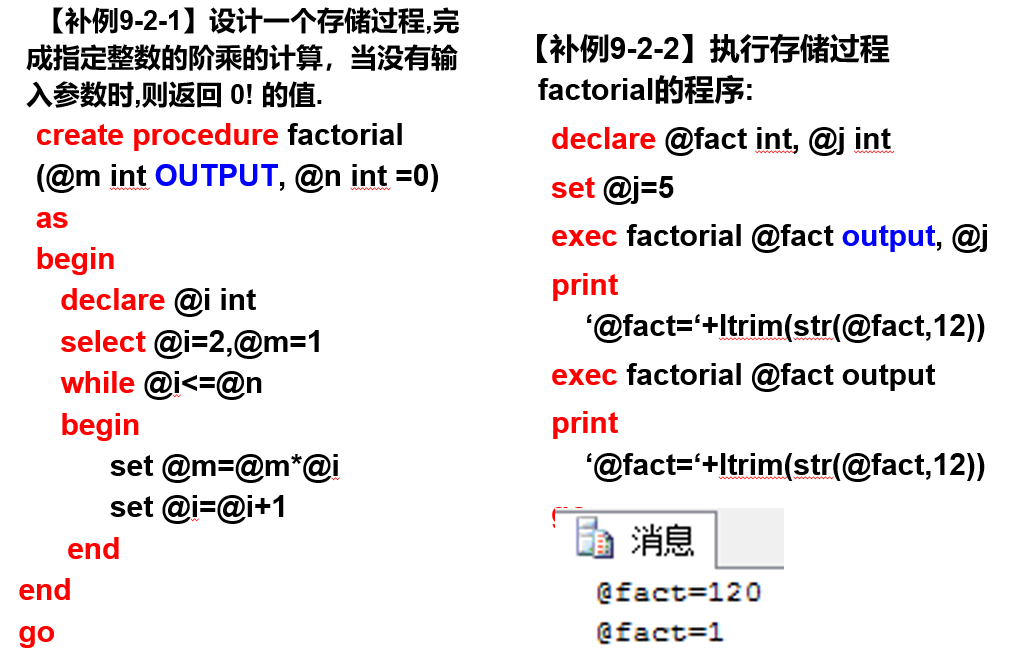 【补例9-2-1】设计一个存储过程,完
成指定整数的阶乘的计算，当没有输
入参数时,则返回 0! 的值.
create procedure factorial
(@m int OUTPUT, @n int =0)
as
begin
declare @i int
select @i=2,@m=1
while @i<=@n
begin
set @m=@m*@i
set @i=@i+1
end
end
go
【补例9-2-2】执行存储过程
factorial的程序:
declare @fact int, @j int
set @j=5
exec factorial @fact output, @j
print
‘@fact=‘+ltrim(str(@fact,12))
exec factorial @fact output
print
‘@fact=‘+ltrim(str(@fact,12))
消息
@fact=120
@fact=1